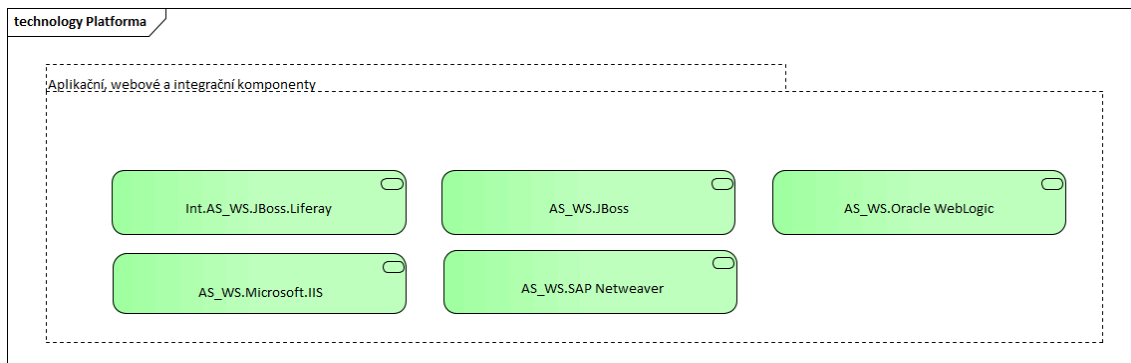 technology Platforma
Aplikační, webové a integrační komponenty
Int.AS_WS.JBoss.Liferay
AS_WS.JBoss
AS_WS.Oracle WebLogic
AS_WS.Microsoft.IIS
AS_WS.SAP Netweaver